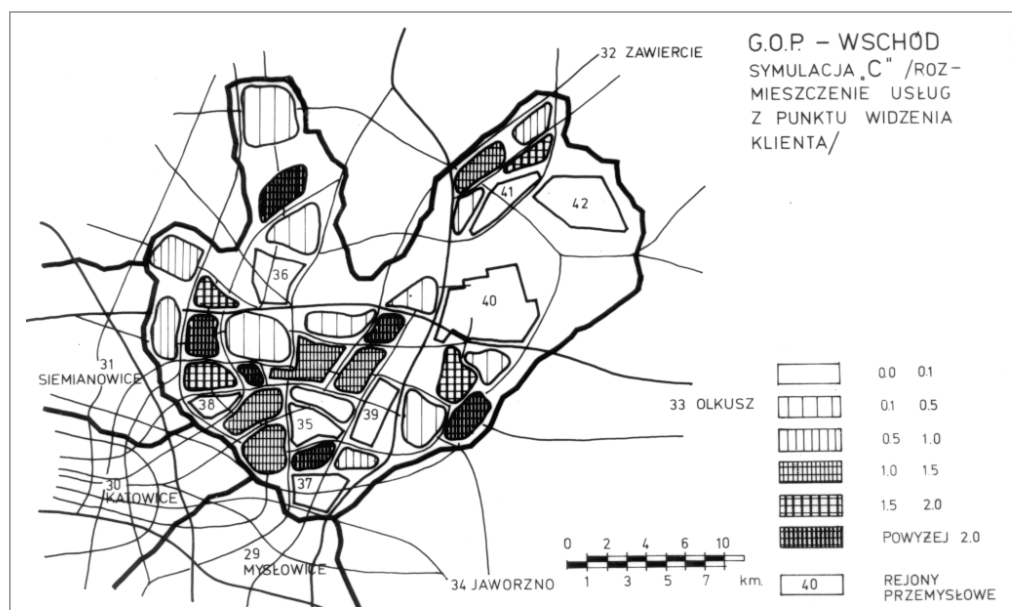 G.O.P. – WSCHÓD
SYMULACJA „C" /ROZ-
MIESZCZENIE USŁUG
Z PUNKTU WIDZENIA
KLIENTA/
32 ZAWIERCIE
41
42
36
40
31
SIEMIANOWICE
38
35
39
33 OLKUSZ
37
30
KATOWICE
29
MYSŁOWICE
34 JAWORZNO
0.0 0.1
0.1 0.5
0.5 1.0
1.0 1.5
1.5 2.0
POWYŻEJ 2.0
40 REJONY
PRZEMYSŁOWE
0 2 4 6 8 10
1 3 5 7 km.